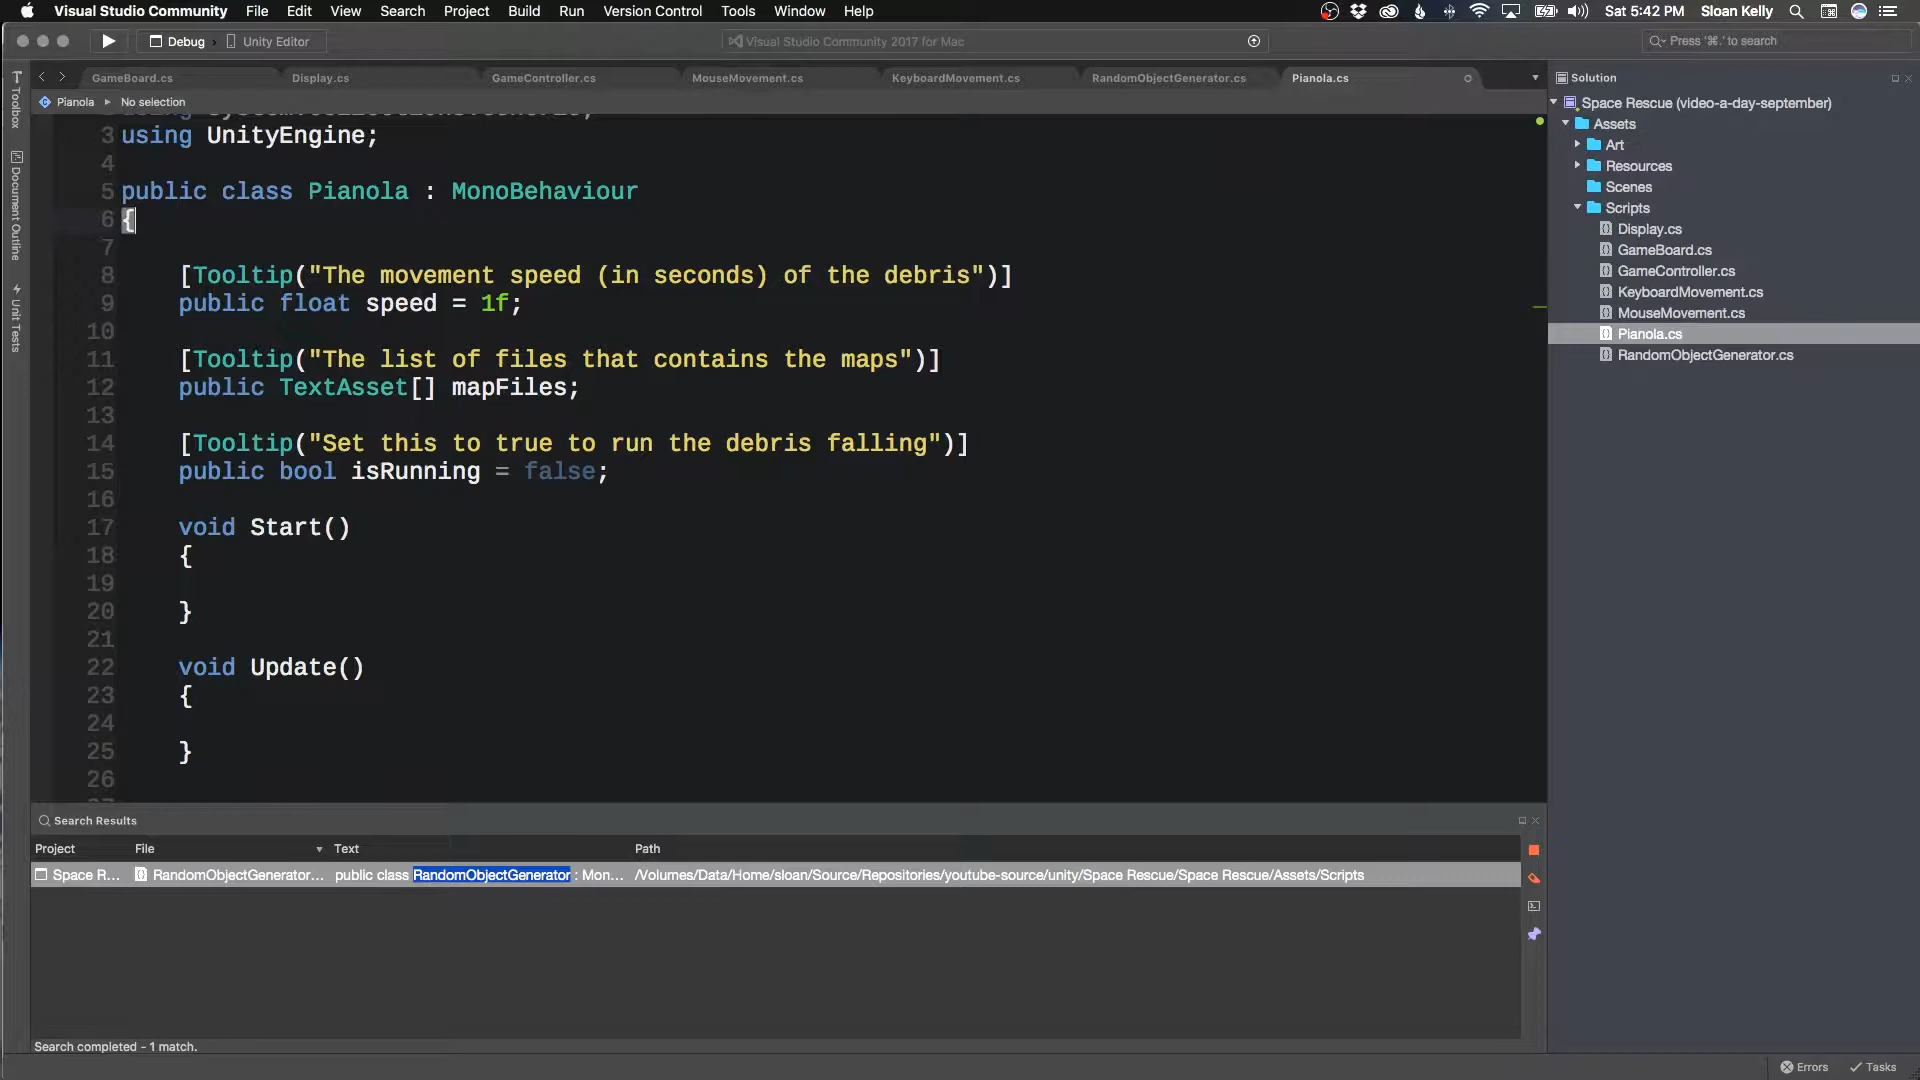 Visual Studio Community File Edit View Search Project Build Run Version Control Tools Window Help Sat 5:42 PM Sloan Kelly
Debug Unity Editor Visual Studio Community 2017 for Mac Press '⌘.' to search
GameBoard.cs Display.cs GameController.cs MouseMovement.cs KeyboardMovement.cs RandomObjectGenerator.cs Pianola.cs
Pianola No selection
Toolbox
Document Outline
Unit Tests
3 using UnityEngine;
4
5 public class Pianola : MonoBehaviour
6 {
7
8 [Tooltip("The movement speed (in seconds) of the debris")]
9 public float speed = 1f;
10
11 [Tooltip("The list of files that contains the maps")]
12 public TextAsset[] mapFiles;
13
14 [Tooltip("Set this to true to run the debris falling")]
15 public bool isRunning = false;
16
17 void Start()
18 {
19
20 }
21
22 void Update()
23 {
24
25 }
26
Solution
Space Rescue (video-a-day-september)
Assets
Art
Resources
Scenes
Scripts
Display.cs
GameBoard.cs
GameController.cs
KeyboardMovement.cs
MouseMovement.cs
Pianola.cs
RandomObjectGenerator.cs
Search Results
Project File Text Path
Space R... RandomObjectGenerator... public class RandomObjectGenerator : Mon... /Volumes/Data/Home/sloan/Source/Repositories/youtube-source/unity/Space Rescue/Space Rescue/Assets/Scripts
Search completed - 1 match.
Errors Tasks